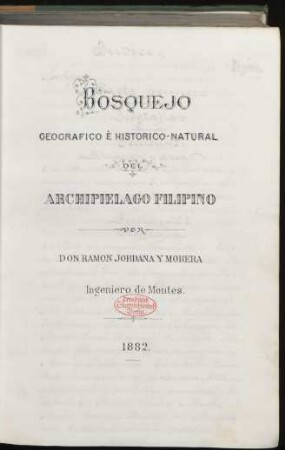 BOSQUEJO
GEOGRAFICO È HISTORICO-NATURAL
DEL
ARCHIPIELAGO FILIPINO
POR
DON RAMON JORDANA Y MORERA
Ingeniero de Montes.
1882.